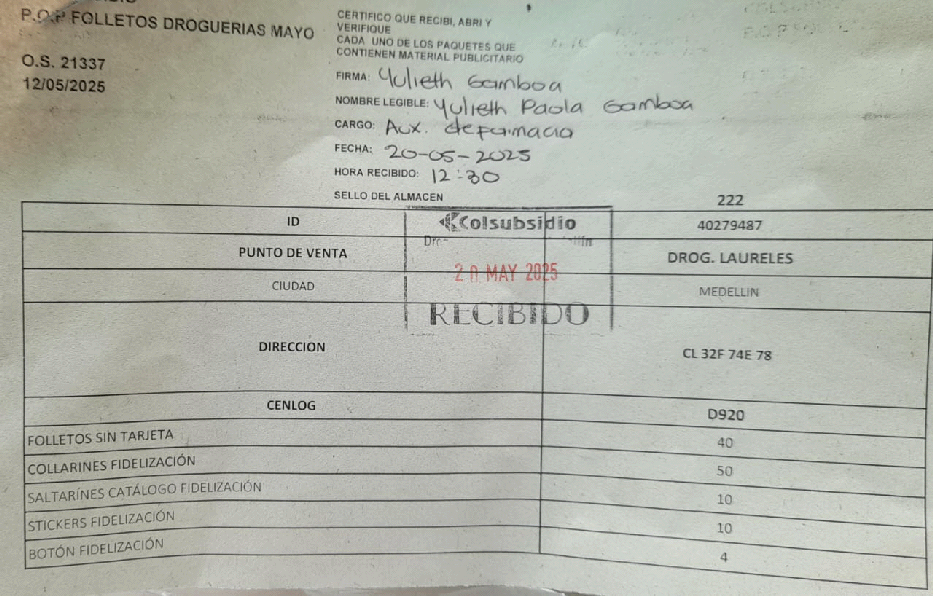 P.O.P FOLLETOS DROGUERIAS MAYO
O.S. 21337
12/05/2025
CERTIFICO QUE RECIBI, ABRI Y
VERIFIQUE
CADA UNO DE LOS PAQUETES QUE
CONTIENEN MATERIAL PUBLICITARIO
FIRMA: Yulieth Gamboa
NOMBRE LEGIBLE: Yulieth Paola Gamboa
CARGO: Aux. de farmacia
FECHA: 20-05-2025
HORA RECIBIDO: 12:30
SELLO DEL ALMACEN
222
ID 40279487
Colsubsidio
PUNTO DE VENTA DROG. LAURELES
20 MAY 2025
CIUDAD MEDELLIN
RECIBIDO
DIRECCION CL 32F 74E 78
CENLOG D920
FOLLETOS SIN TARJETA 40
COLLARINES FIDELIZACIÓN 50
SALTARÍNES CATÁLOGO FIDELIZACIÓN 10
STICKERS FIDELIZACIÓN 10
BOTÓN FIDELIZACIÓN 4